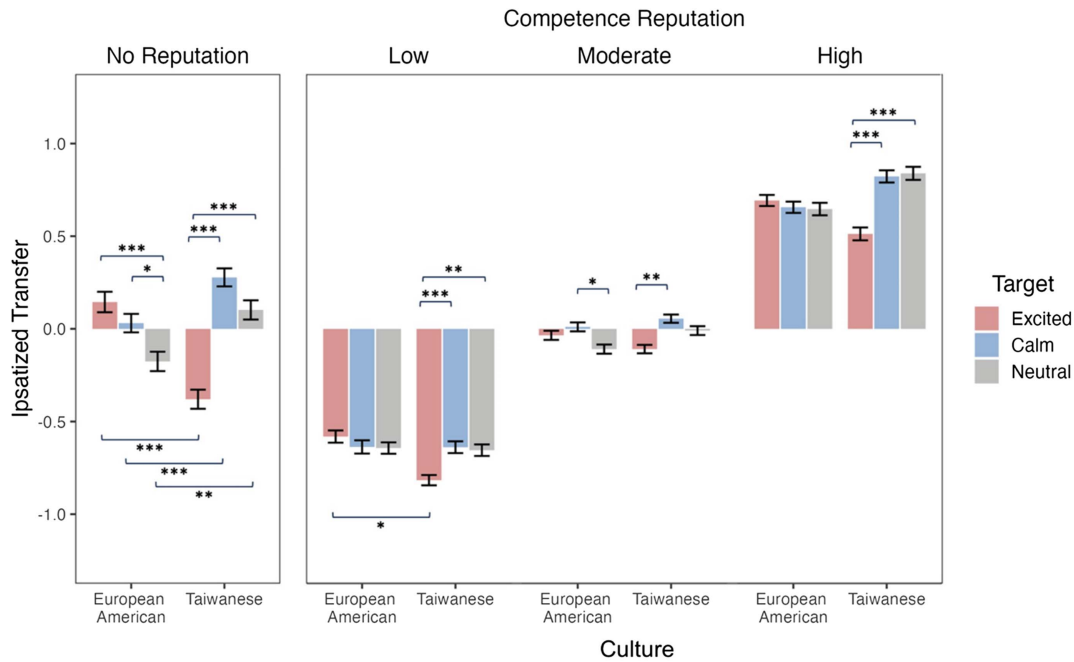 Competence Reputation
No Reputation
Low
Moderate
High
Ipsatized Transfer
1.0
0.5
0.0
-0.5
-1.0
***
*
***
***
***
***
**
***
**
*
*
**
***
***
European
American
Taiwanese
European
American
Taiwanese
European
American
Taiwanese
European
American
Taiwanese
Culture
Target
Excited
Calm
Neutral